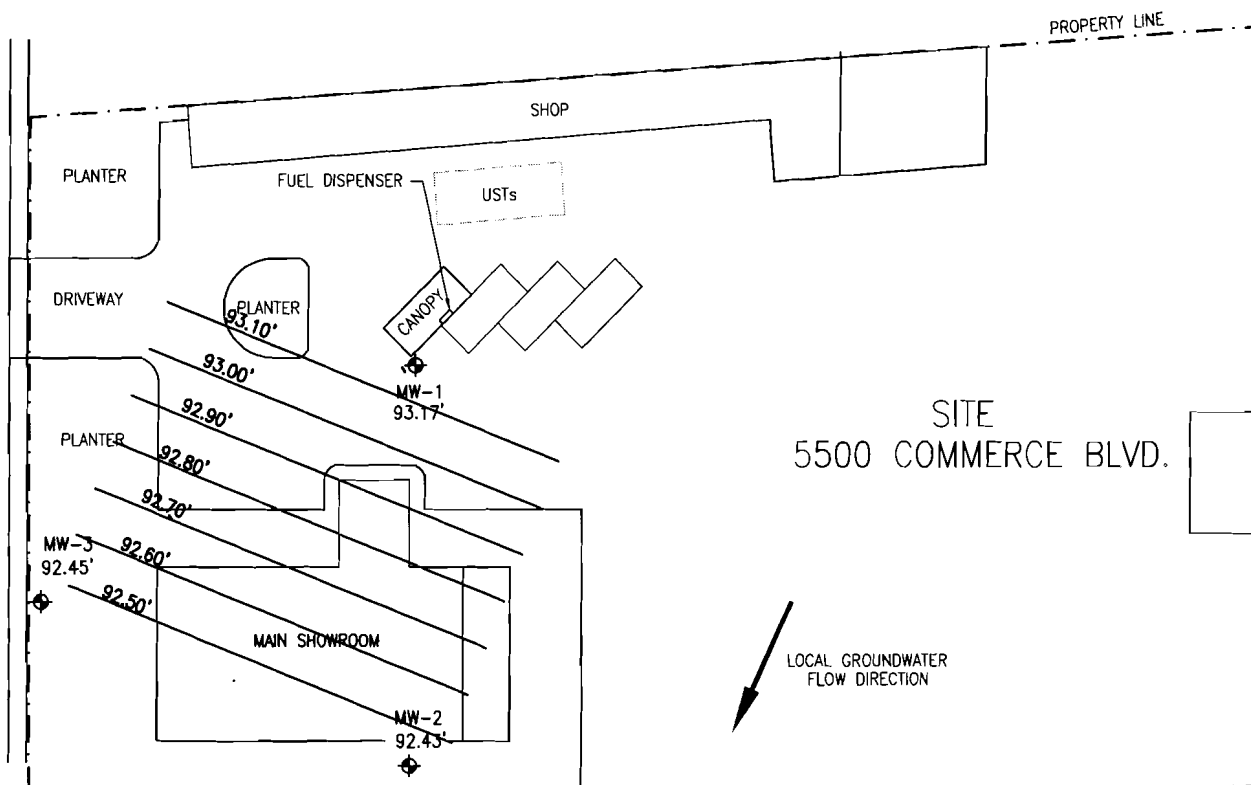 PROPERTY LINE
SHOP
PLANTER
FUEL DISPENSER
USTs
DRIVEWAY
PLANTER
CANOPY
93.10'
93.00'
MW-1
93.17'
92.90'
SITE
5500 COMMERCE BLVD.
PLANTER
92.80'
92.70'
MW-3
92.45'
92.60'
92.50'
MAIN SHOWROOM
LOCAL GROUNDWATER
FLOW DIRECTION
MW-2
92.43'